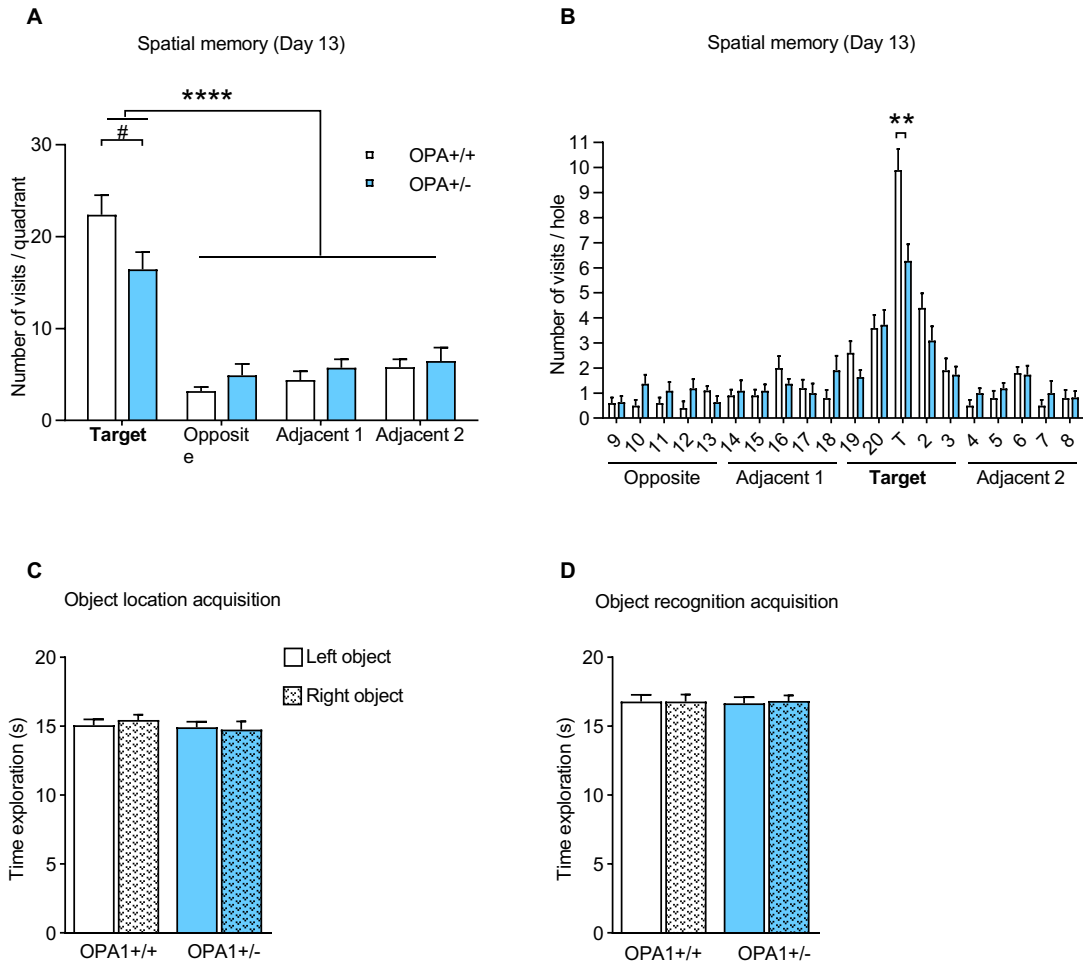 A
Spatial memory (Day 13)
****
#
30
20
10
0
Number of visits / quadrant
OPA+/+
OPA+/-
Target
Opposit
e
Adjacent 1
Adjacent 2
B
Spatial memory (Day 13)
**
11
10
9
8
7
6
5
4
3
2
1
0
Number of visits / hole
9 10 11 12 13 14 15 16 17 18 19 20 T 2 3 4 5 6 7 8
Opposite
Adjacent 1
Target
Adjacent 2
C
Object location acquisition
20
15
10
5
0
Time exploration (s)
Left object
Right object
OPA1+/+
OPA1+/-
D
Object recognition acquisition
20
15
10
5
0
Time exploration (s)
OPA1+/+
OPA1+/-